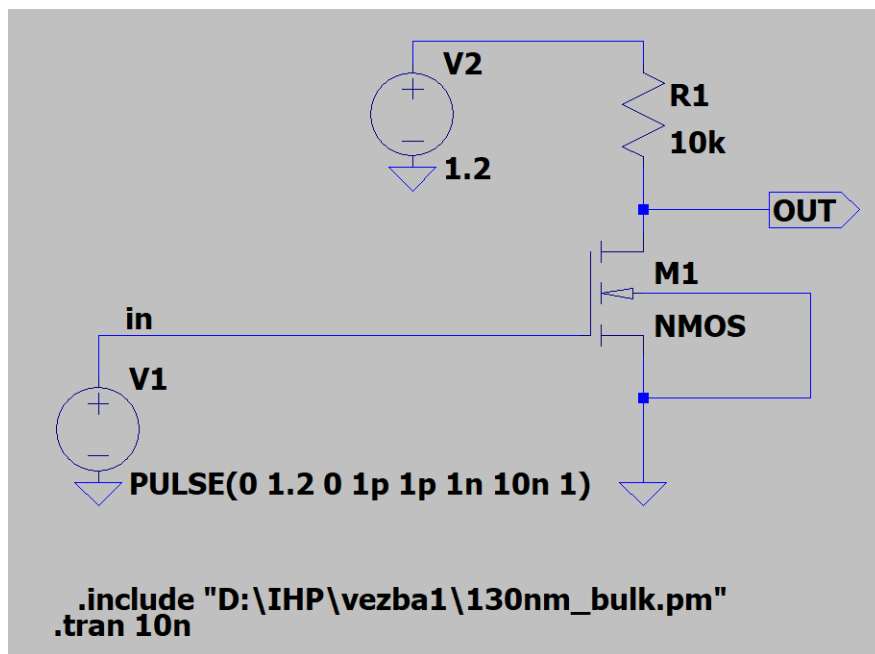 V2
R1
10k
1.2
OUT
M1
in
NMOS
V1
PULSE(0 1.2 0 1p 1p 1n 10n 1)
.include "D:\IHP\vezba1\130nm_bulk.pm"
.tran 10n